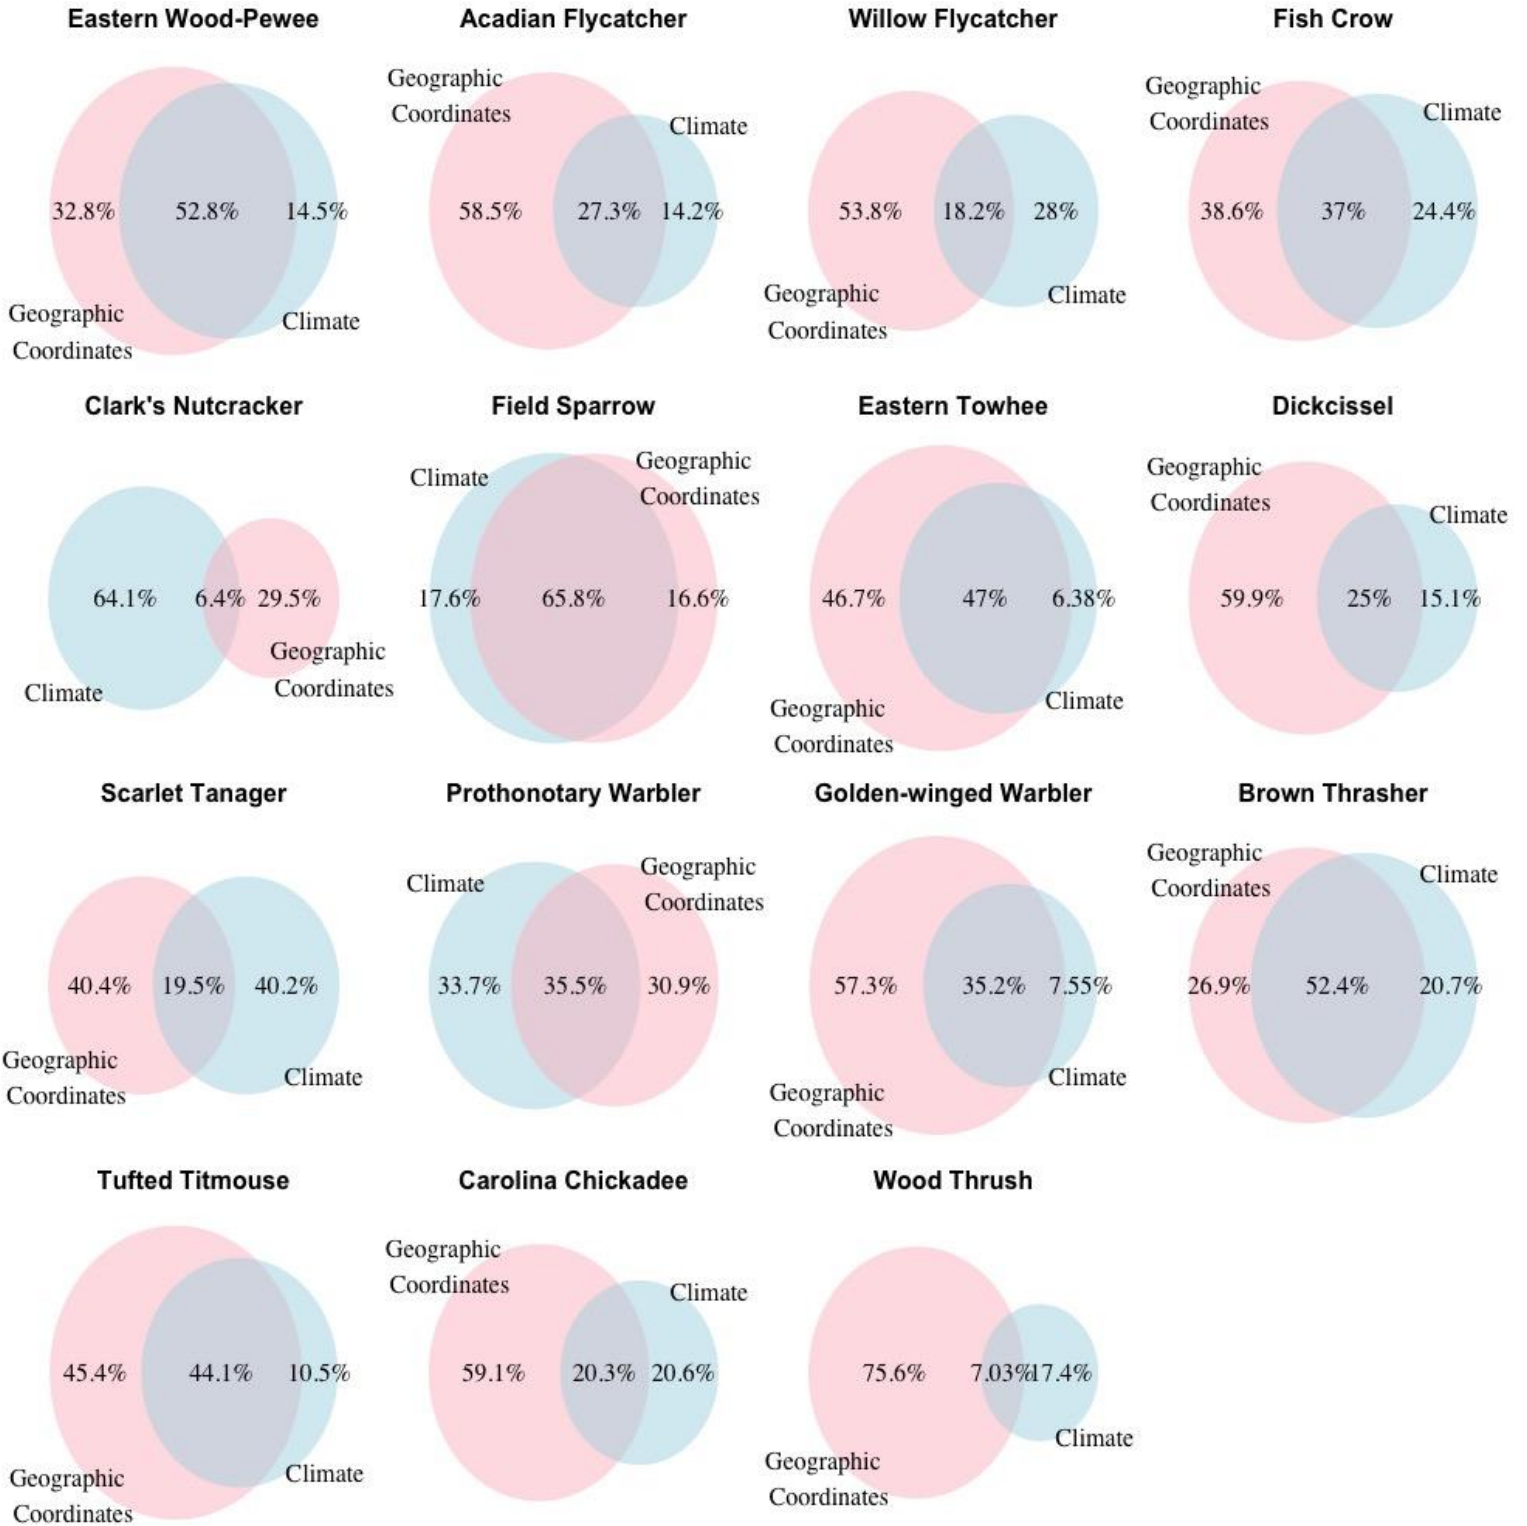 Eastern Wood-Pewee
32.8% 52.8% 14.5%
Geographic
Coordinates
Climate
Acadian Flycatcher
Geographic
Coordinates
Climate
58.5% 27.3% 14.2%
Willow Flycatcher
53.8% 18.2% 28%
Geographic
Coordinates
Climate
Fish Crow
Geographic
Coordinates
Climate
38.6% 37% 24.4%
Clark's Nutcracker
64.1% 6.4% 29.5%
Geographic
Coordinates
Climate
Field Sparrow
Climate
Geographic
Coordinates
17.6% 65.8% 16.6%
Eastern Towhee
46.7% 47% 6.38%
Geographic
Coordinates
Climate
Dickcissel
Geographic
Coordinates
Climate
59.9% 25% 15.1%
Scarlet Tanager
40.4% 19.5% 40.2%
Geographic
Coordinates
Climate
Prothonotary Warbler
Climate
Geographic
Coordinates
33.7% 35.5% 30.9%
Golden-winged Warbler
57.3% 35.2% 7.55%
Geographic
Coordinates
Climate
Brown Thrasher
Geographic
Coordinates
Climate
26.9% 52.4% 20.7%
Tufted Titmouse
45.4% 44.1% 10.5%
Geographic
Coordinates
Climate
Carolina Chickadee
Geographic
Coordinates
Climate
59.1% 20.3% 20.6%
Wood Thrush
75.6% 7.03% 17.4%
Climate
Geographic
Coordinates